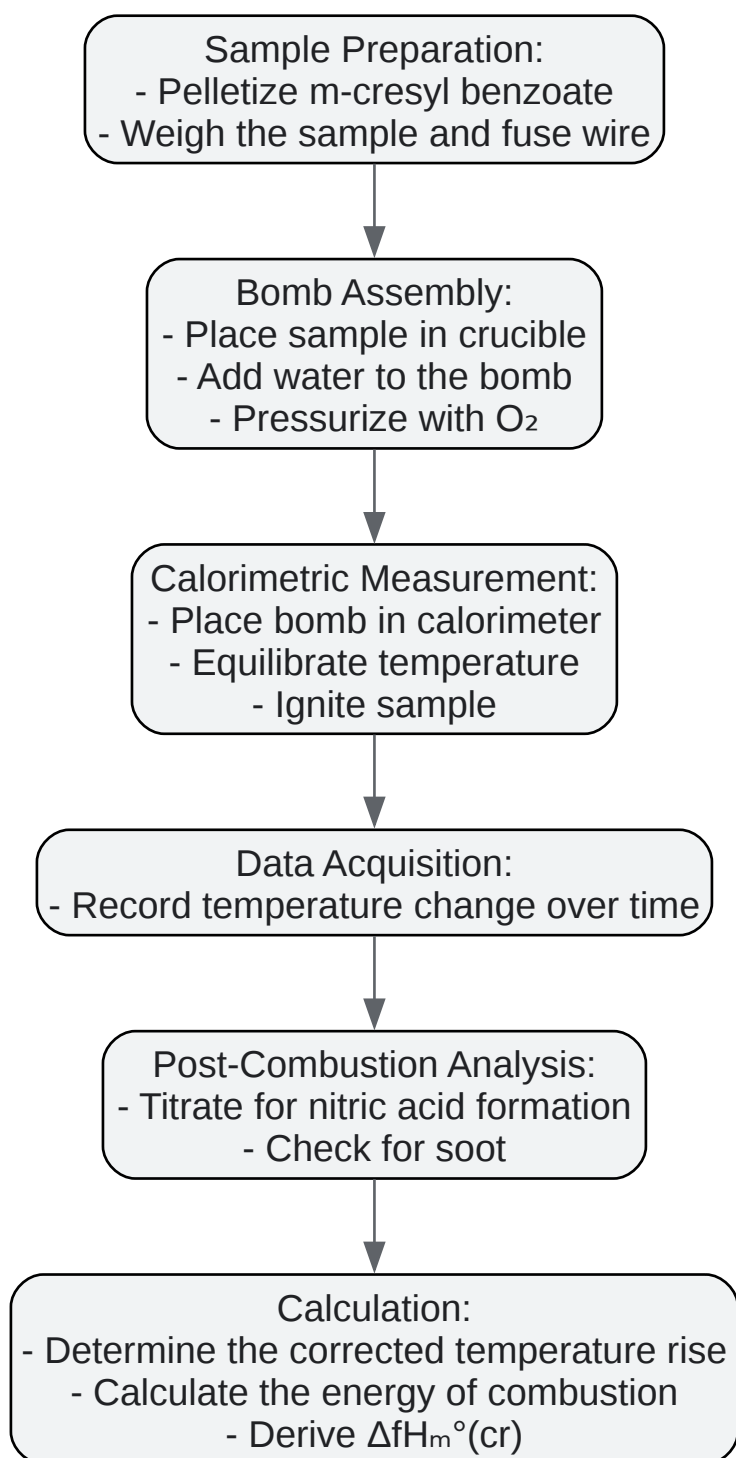 Sample Preparation:
- Pelletize m-cresyl benzoate
- Weigh the sample and fuse wire
Bomb Assembly:
- Place sample in crucible
- Add water to the bomb
- Pressurize with O₂
Calorimetric Measurement:
- Place bomb in calorimeter
- Equilibrate temperature
- Ignite sample
Data Acquisition:
- Record temperature change over time
Post-Combustion Analysis:
- Titrate for nitric acid formation
- Check for soot
Calculation:
- Determine the corrected temperature rise
- Calculate the energy of combustion
- Derive ΔfHₘ°(cr)